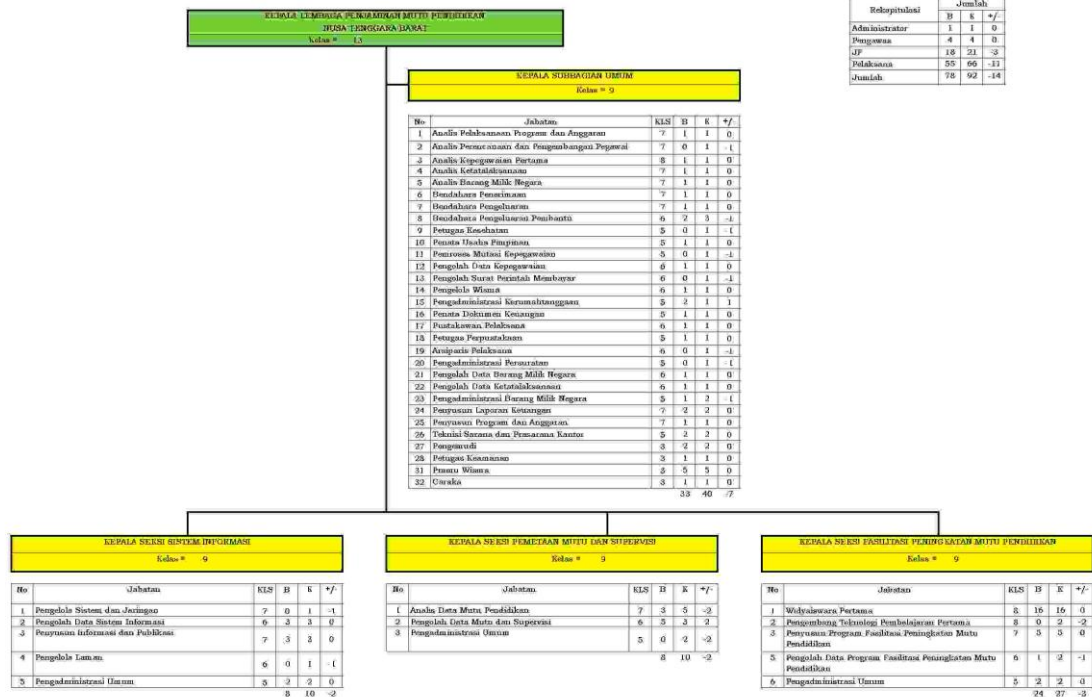 KEPALA LEMBAGA PENJAMINAN MUTU PENDIDIKAN
NUSA TENGGARA BARAT
Kelas = 13
Rekapitulasi Jumlah
B K +/-
Administrator 1 1 0
Pengawas 4 4 0
JF 18 21 -3
Pelaksana 55 66 -11
Jumlah 78 92 -14
KEPALA SUBBAGIAN UMUM
Kelas = 9
No Jabatan KLS B K +/-
1 Analis Pelaksanaan Program dan Anggaran 7 1 1 0
2 Analis Perencanaan dan Pengembangan Pegawai 7 0 1 -1
3 Analis Kepegawaian Pertama 8 1 1 0
4 Analis Ketatalaksanaan 7 1 1 0
5 Analis Barang Milik Negara 7 1 1 0
6 Bendahara Penerimaan 7 1 1 0
7 Bendahara Pengeluaran 7 1 1 0
8 Bendahara Pengeluaran Pembantu 6 2 3 -1
9 Petugas Kesehatan 5 0 1 -1
10 Penata Usaha Pimpinan 5 1 1 0
11 Pemroses Mutasi Kepegawaian 5 0 1 -1
12 Pengolah Data Kepegawaian 6 1 1 0
13 Pengolah Surat Perintah Membayar 6 0 1 -1
14 Pengelola Wisma 6 1 1 0
15 Pengadministrasi Kerumahtanggaan 5 2 1 1
16 Penata Dokumen Keuangan 5 1 1 0
17 Pustakawan Pelaksana 6 1 1 0
18 Petugas Perpustakaan 5 1 1 0
19 Arsiparis Pelaksana 6 0 1 -1
20 Pengadministrasi Persuratan 5 0 1 -1
21 Pengolah Data Barang Milik Negara 6 1 1 0
22 Pengolah Data Ketatalaksanaan 6 1 1 0
23 Pengadministrasi Barang Milik Negara 5 1 2 -1
24 Penyusun Laporan Keuangan 7 2 2 0
25 Penyusun Program dan Anggaran 7 1 1 0
26 Teknisi Sarana dan Prasarana Kantor 5 2 2 0
27 Pengemudi 3 2 2 0
28 Petugas Keamanan 3 1 1 0
31 Pramu Wisma 3 5 5 0
32 Caraka 3 1 1 0
33 40 -7
KEPALA SEKSI SISTEM INFORMASI
Kelas = 9
No Jabatan KLS B K +/-
1 Pengelola Sistem dan Jaringan 7 0 1 -1
2 Pengolah Data Sistem Informasi 6 3 3 0
3 Penyusun Informasi dan Publikasi 7 3 3 0
4 Pengelola Laman 6 0 1 -1
5 Pengadministrasi Umum 5 2 2 0
8 10 -2
KEPALA SEKSI PEMETAAN MUTU DAN SUPERVISI
Kelas = 9
No Jabatan KLS B K +/-
1 Analis Data Mutu Pendidikan 7 3 5 -2
2 Pengolah Data Mutu dan Supervisi 6 5 3 2
3 Pengadministrasi Umum 5 0 2 -2
8 10 -2
KEPALA SEKSI FASILITASI PENINGKATAN MUTU PENDIDIKAN
Kelas = 9
No Jabatan KLS B K +/-
1 Widyaiswara Pertama 8 16 16 0
2 Pengembang Teknologi Pembelajaran Pertama 8 0 2 -2
3 Penyusun Program Fasilitasi Peningkatan Mutu
Pendidikan 7 5 5 0
5 Pengolah Data Program Fasilitasi Peningkatan Mutu
Pendidikan 6 1 2 -1
6 Pengadministrasi Umum 5 2 2 0
24 27 -3